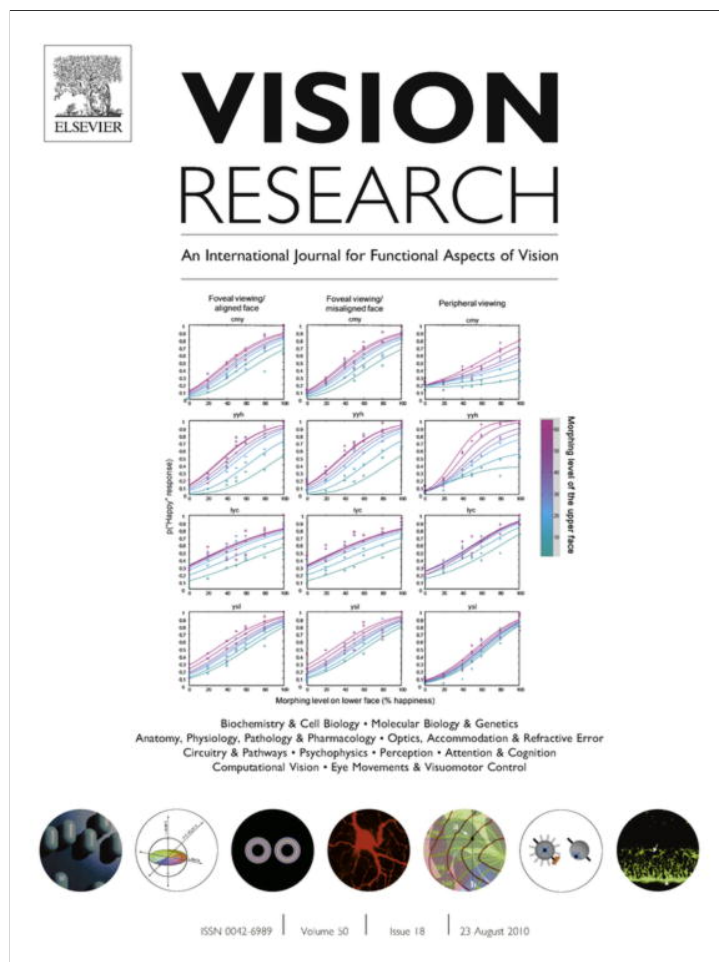 ELSEVIER
VISION
RESEARCH
An International Journal for Functional Aspects of Vision
Foveal viewing/
aligned face
Foveal viewing/
misaligned face
Peripheral viewing
cmy
cmy
cmy
yyh
yyh
yyh
lyc
lyc
lyc
ysl
ysl
ysl
p("Happy" response)
Morphing level of the upper face
Morphing level on lower face (% happiness)
Biochemistry & Cell Biology • Molecular Biology & Genetics
Anatomy, Physiology, Pathology & Pharmacology • Optics, Accommodation & Refractive Error
Circuitry & Pathways • Psychophysics • Perception • Attention & Cognition
Computational Vision • Eye Movements & Visuomotor Control
ISSN 0042-6989 | Volume 50 | Issue 18 | 23 August 2010